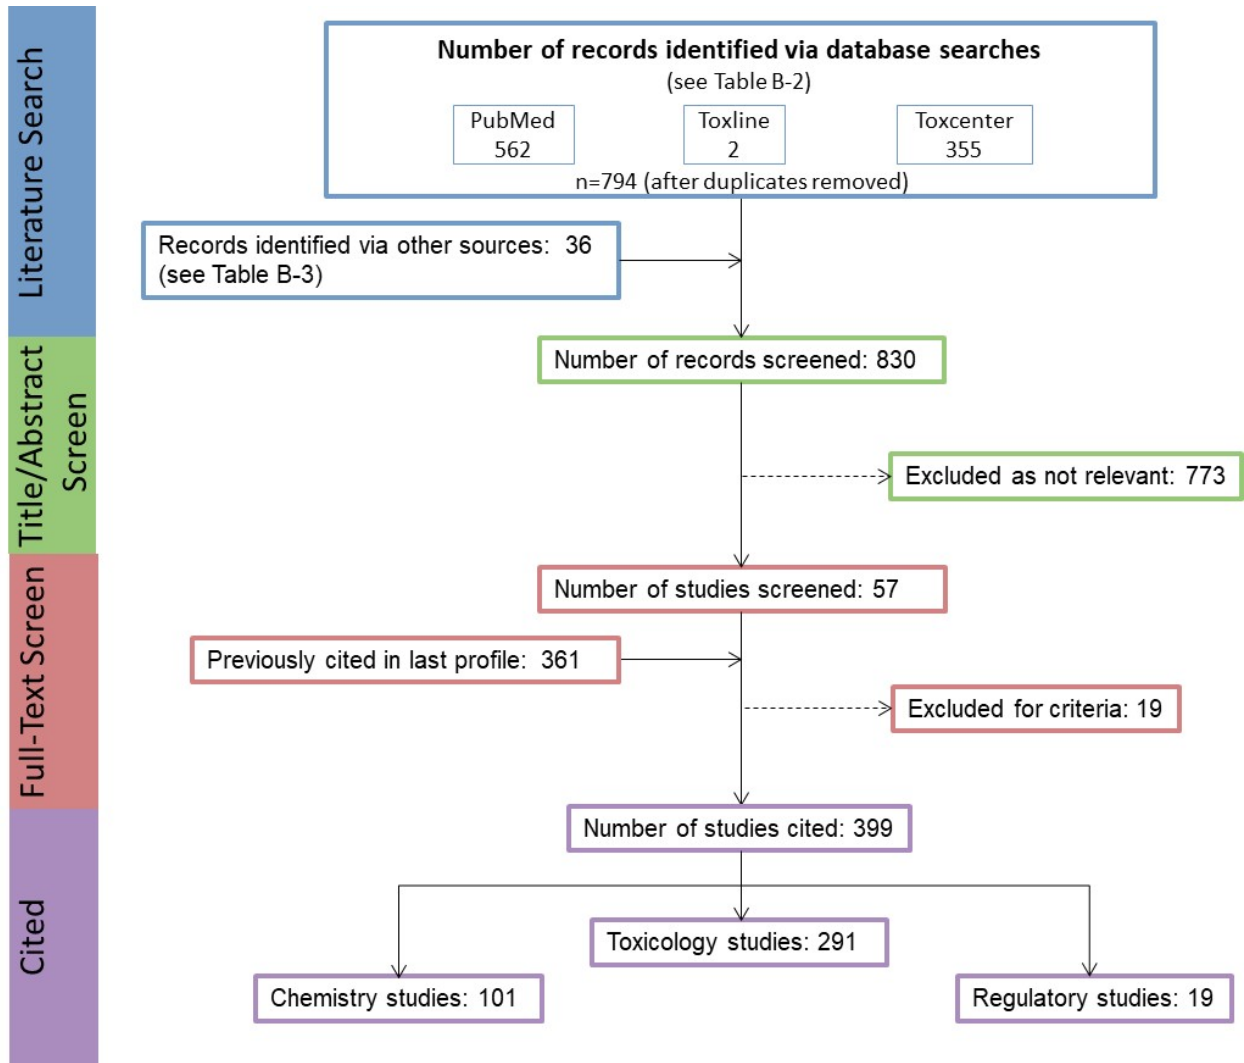 Literature Search
Number of records identified via database searches
(see Table B-2)
PubMed
562
Toxline
2
Toxcenter
355
n=794 (after duplicates removed)
Records identified via other sources: 36
(see Table B-3)
Title/Abstract
Screen
Number of records screened: 830
Excluded as not relevant: 773
Full-Text Screen
Number of studies screened: 57
Previously cited in last profile: 361
Excluded for criteria: 19
Cited
Number of studies cited: 399
Toxicology studies: 291
Chemistry studies: 101
Regulatory studies: 19